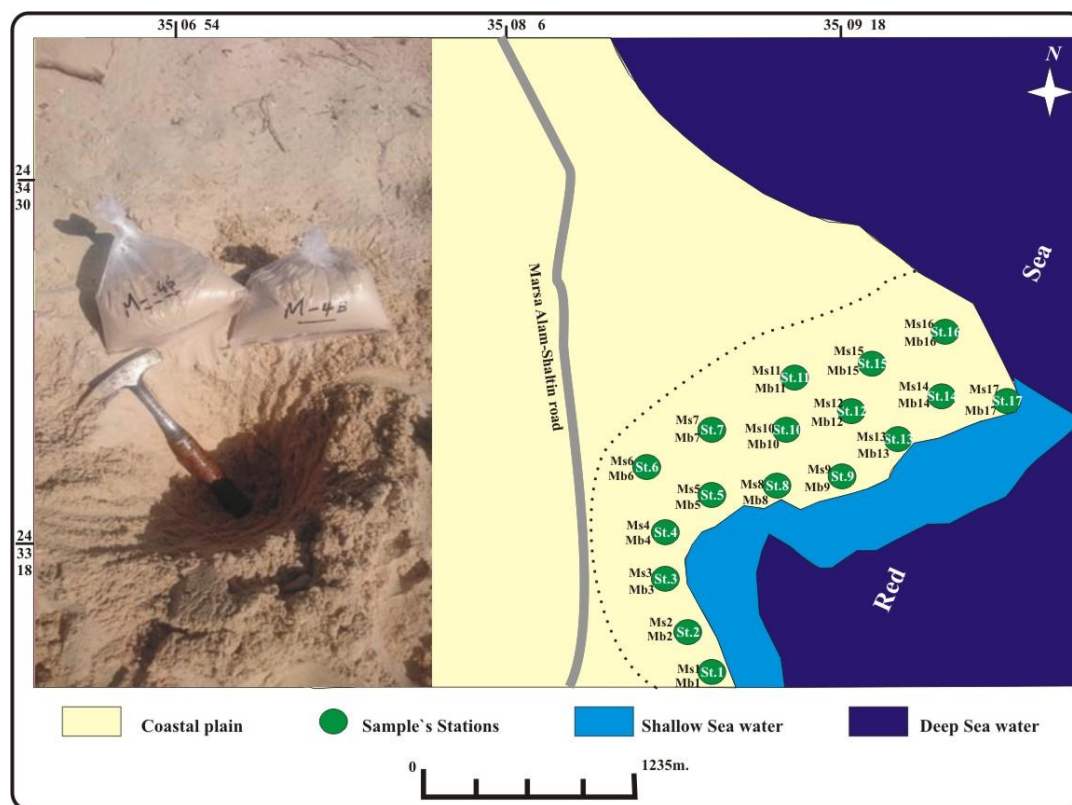 35 06 54
35 08 6
35 09 18
N
24
34
30
24
33
18
M-4B
Marsa Alam-Shaltin road
Sea
Red
Ms16
Mb16
St.16
Ms15
Mb15
St.15
Ms11
Mb11
St.11
Ms14
Mb14
St.14
Ms17
Mb17
St.17
Ms12
Mb12
St.12
Ms7
Mb7
St.7
Ms10
Mb10
St.10
Ms13
Mb13
St.13
Ms6
Mb6
St.6
Ms9
Mb9
St.9
Ms8
Mb8
St.8
Ms5
Mb5
St.5
Ms4
Mb4
St.4
Ms3
Mb3
St.3
Ms2
Mb2
St.2
Ms1
Mb1
St.1
Coastal plain
Sample`s Stations
Shallow Sea water
Deep Sea water
0
1235m.